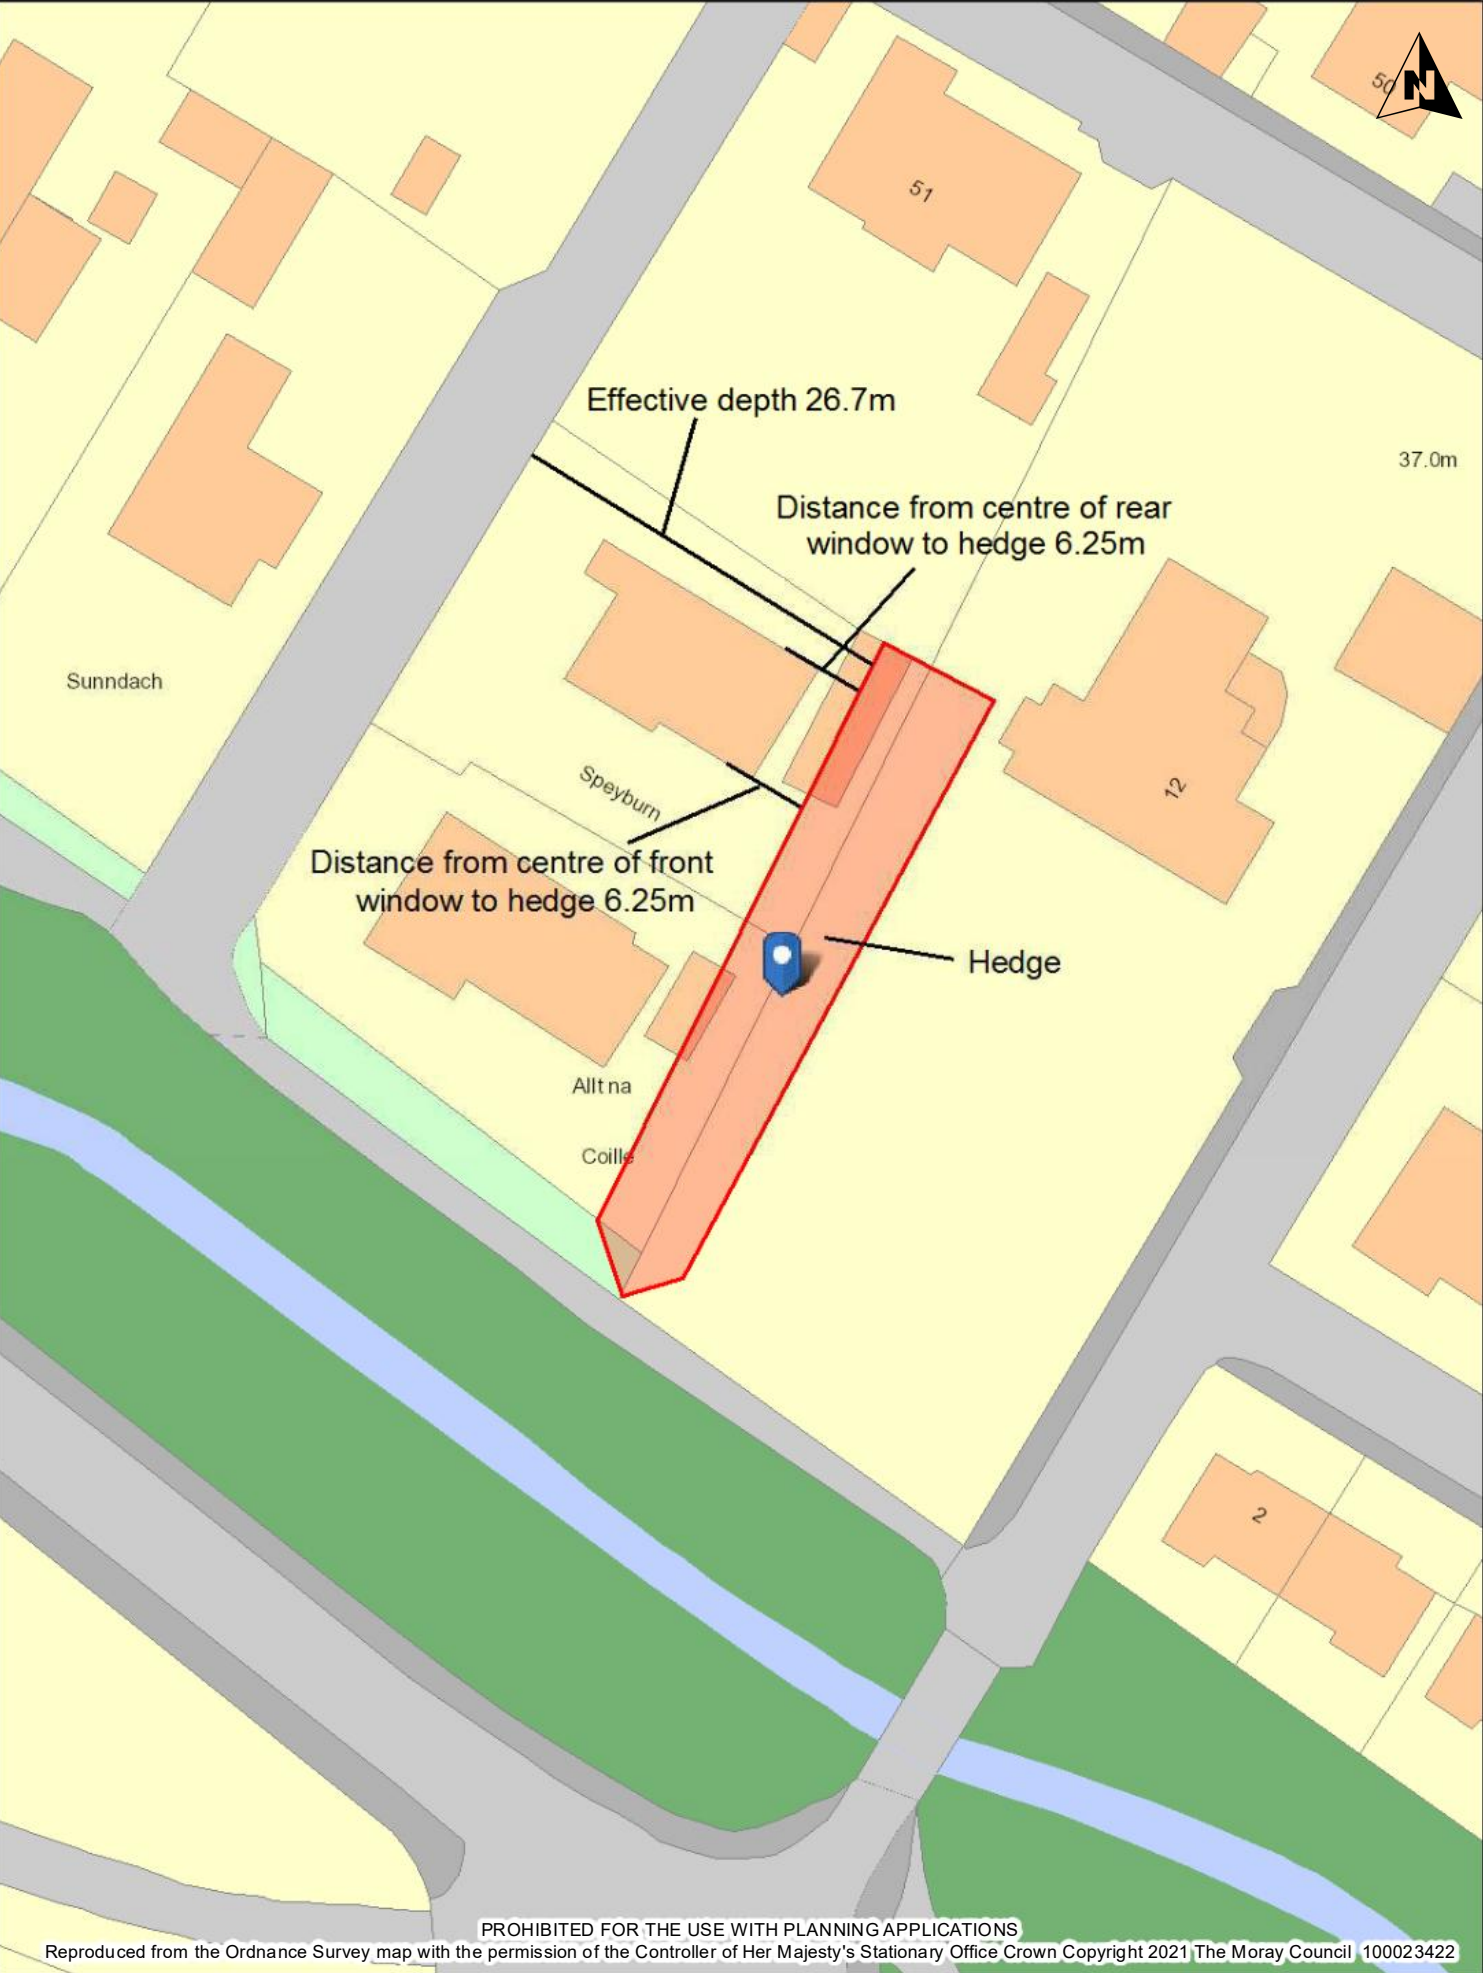 N
50
51
Effective depth 26.7m
37.0m
Distance from centre of rear
window to hedge 6.25m
Sunndach
Speyburn
12
Distance from centre of front
window to hedge 6.25m
Hedge
Allt na
Coille
2
PROHIBITED FOR THE USE WITH PLANNING APPLICATIONS
Reproduced from the Ordnance Survey map with the permission of the Controller of Her Majesty's Stationary Office Crown Copyright 2021 The Moray Council 100023422